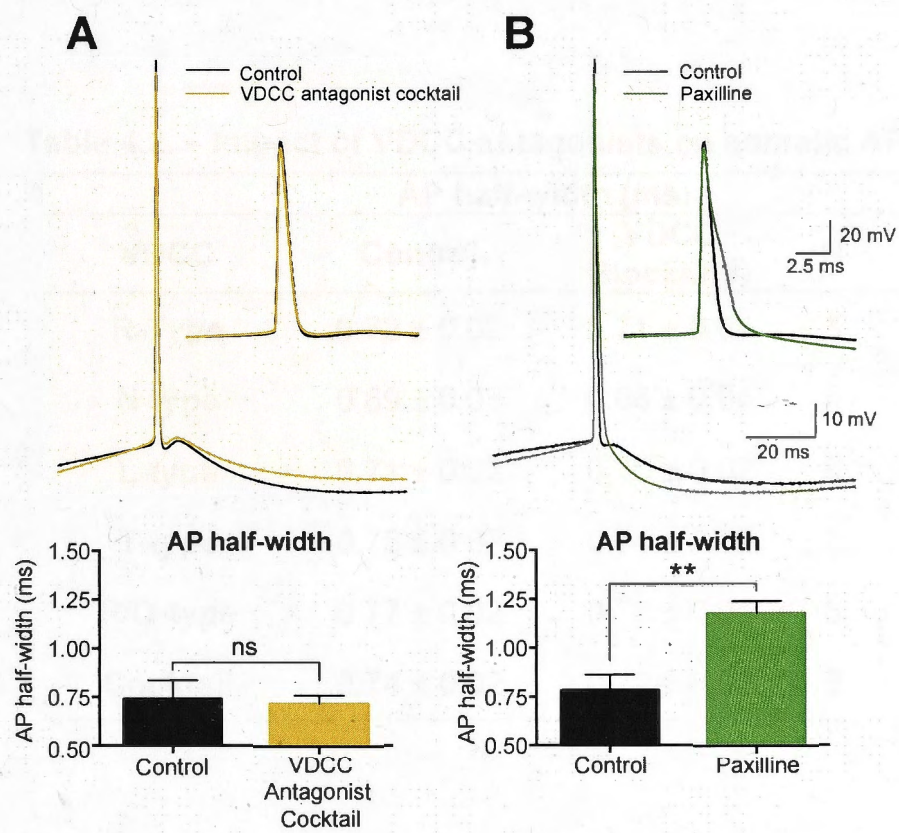 A
Control
VDCC antagonist cocktail
B
Control
Paxilline
20 mV
2.5 ms
10 mV
20 ms
AP half-width
AP half-width (ms)
1.50
1.25
1.00
0.75
0.50
ns
Control
VDCC
Antagonist
Cocktail
AP half-width
AP half-width (ms)
1.50
1.25
1.00
0.75
0.50
**
Control
Paxilline